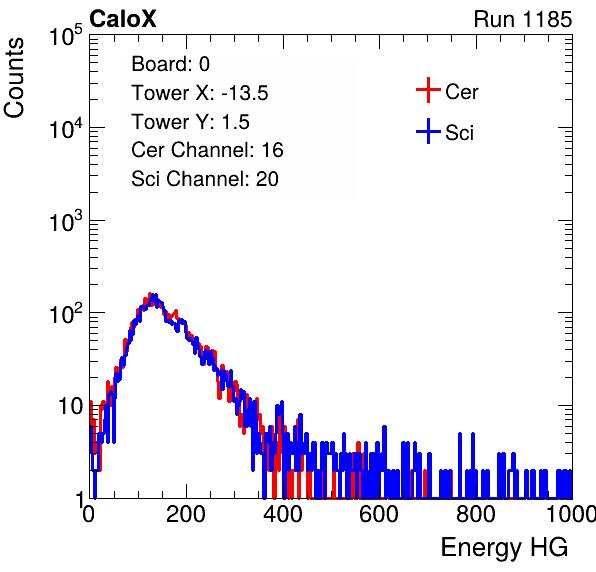 CaloX Run 1185
Counts
Board: 0
Tower X: -13.5
Tower Y: 1.5
Cer Channel: 16
Sci Channel: 20
Cer
Sci
10^5
10^4
10^3
10^2
10
1
0 200 400 600 800 1000
Energy HG